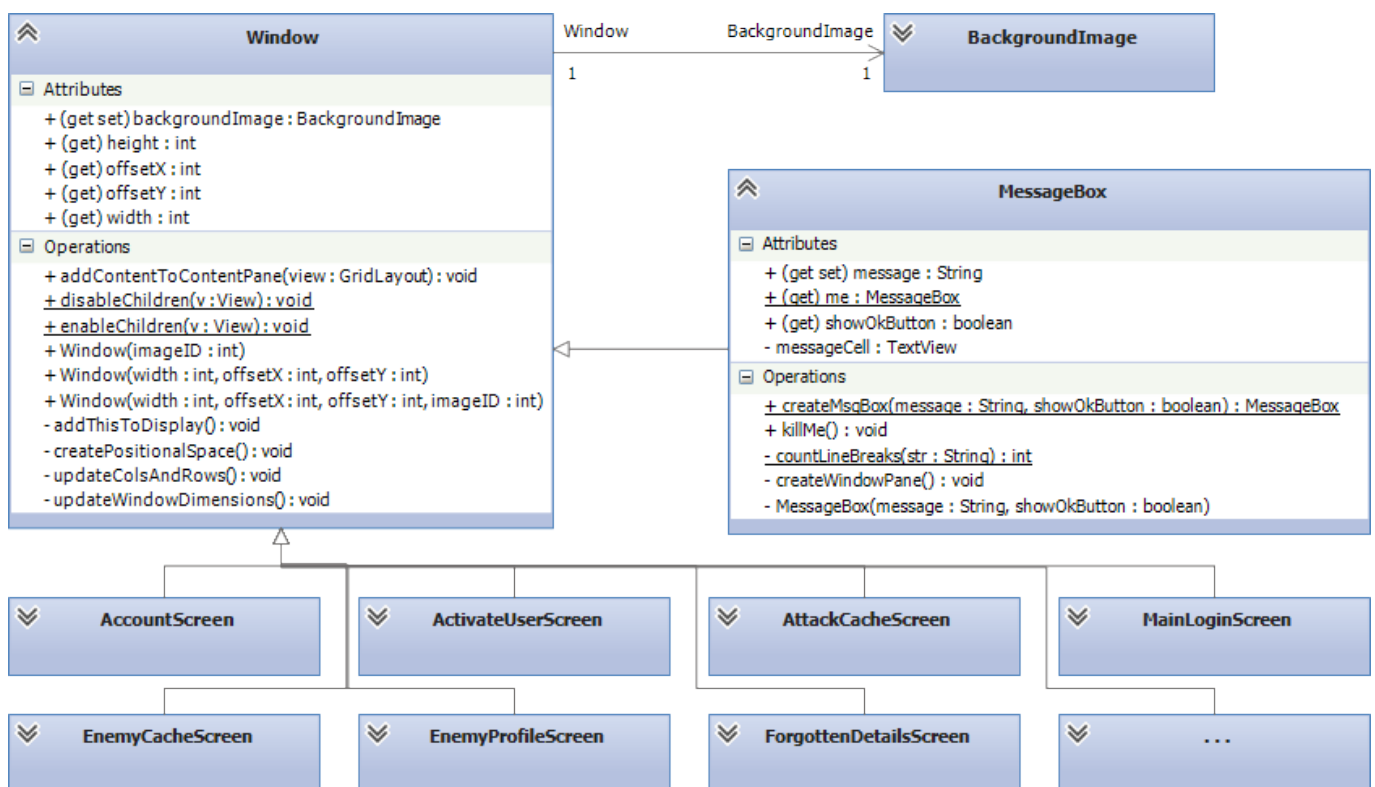 Window
Attributes
+ (get set) backgroundImage : BackgroundImage
+ (get) height : int
+ (get) offsetX : int
+ (get) offsetY : int
+ (get) width : int
Operations
+ addContentToContentPane(view : GridLayout) : void
+ disableChildren(v : View) : void
+ enableChildren(v : View) : void
+ Window(imageID : int)
+ Window(width : int, offsetX : int, offsetY : int)
+ Window(width : int, offsetX : int, offsetY : int, imageID : int)
- addThisToDisplay() : void
- createPositionalSpace() : void
- updateColsAndRows() : void
- updateWindowDimensions() : void
Window BackgroundImage
1 1
BackgroundImage
MessageBox
Attributes
+ (get set) message : String
+ (get) me : MessageBox
+ (get) showOkButton : boolean
- messageCell : TextView
Operations
+ createMsgBox(message : String, showOkButton : boolean) : MessageBox
+ killMe() : void
- countLineBreaks(str : String) : int
- createWindowPane() : void
- MessageBox(message : String, showOkButton : boolean)
AccountScreen
ActivateUserScreen
AttackCacheScreen
MainLoginScreen
EnemyCacheScreen
EnemyProfileScreen
ForgottenDetailsScreen
...